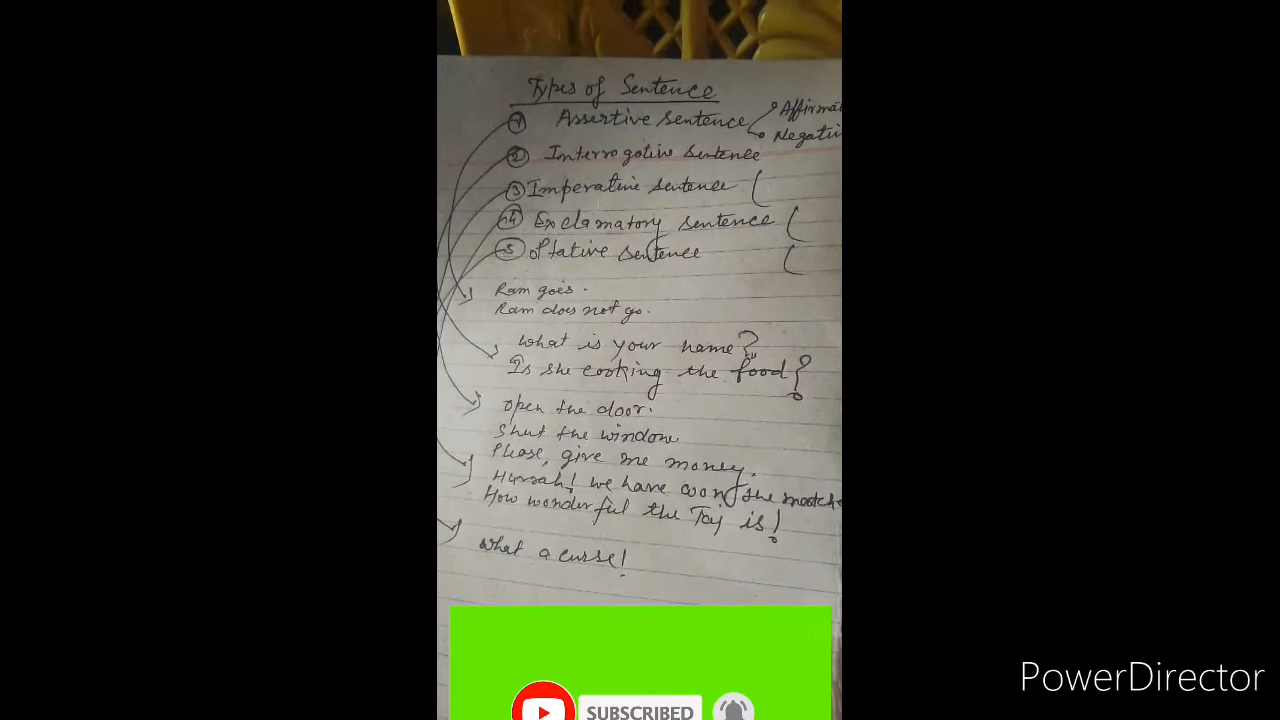 Types of Sentence
1 Assertive sentence
Affirmat
Negativ
2 Interrogative sentence
3 Imperative sentence (
4 Exclamatory sentence (
5 Optative sentence (
Ram goes.
Ram does not go.
What is your name?
Is she cooking the food?
Open the door.
Shut the window.
Please, give me money.
Hurrah! we have won the match
How wonderful the Taj is!
What a curse!
SUBSCRIBED
PowerDirector